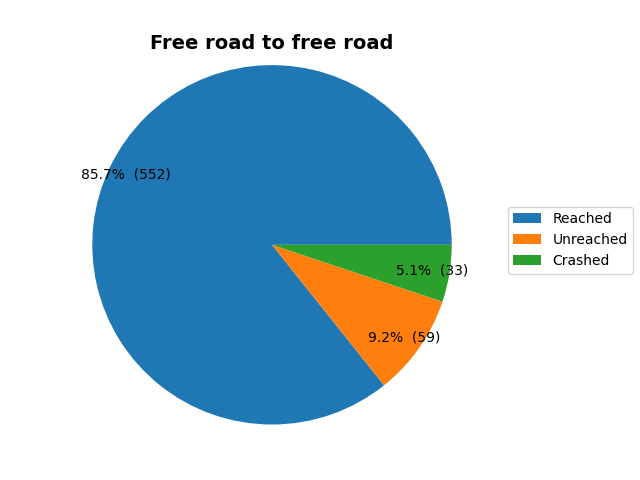 Free road to free road
85.7%  (552)
Reached
Unreached
Crashed
5.1%  (33)
9.2%  (59)